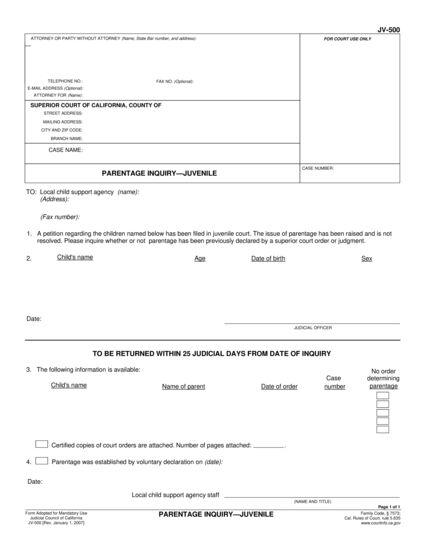 JV-500
ATTORNEY OR PARTY WITHOUT ATTORNEY (Name, State Bar number, and address):
FOR COURT USE ONLY
TELEPHONE NO.: FAX NO. (Optional):
E-MAIL ADDRESS (Optional):
ATTORNEY FOR (Name):
SUPERIOR COURT OF CALIFORNIA, COUNTY OF
STREET ADDRESS:
MAILING ADDRESS:
CITY AND ZIP CODE:
BRANCH NAME:
CASE NAME:
PARENTAGE INQUIRY—JUVENILE
CASE NUMBER:
TO: Local child support agency (name):
(Address):
(Fax number):
1. A petition regarding the children named below has been filed in juvenile court. The issue of parentage has been raised and is not
resolved. Please inquire whether or not parentage has been previously declared by a superior court order or judgment.
2. Child's name Age Date of birth Sex
Date:
JUDICIAL OFFICER
TO BE RETURNED WITHIN 25 JUDICIAL DAYS FROM DATE OF INQUIRY
3. The following information is available:
Child's name Name of parent Date of order Case number No order determining parentage
Certified copies of court orders are attached. Number of pages attached: .
4. Parentage was established by voluntary declaration on (date):
Date:
Local child support agency staff
(NAME AND TITLE)
Page 1 of 1
Form Adopted for Mandatory Use
Judicial Council of California
JV-500 [Rev. January 1, 2007]
PARENTAGE INQUIRY—JUVENILE
Family Code, § 7573;
Cal. Rules of Court, rule 5.635
www.courtinfo.ca.gov